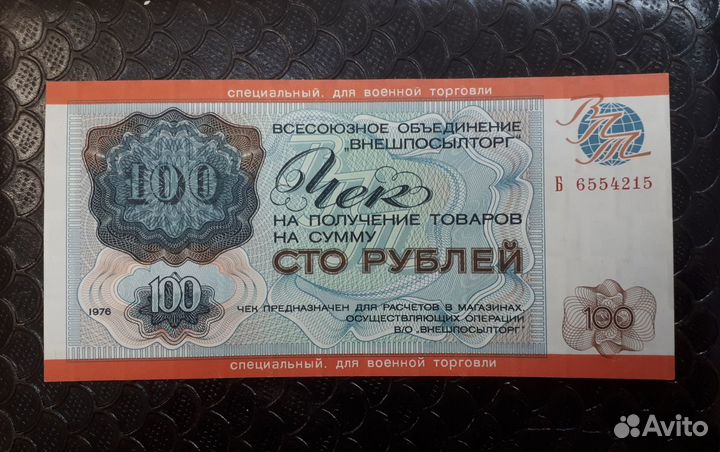 специальный. для военной торговли
ВСЕСОЮЗНОЕ ОБЪЕДИНЕНИЕ
„ВНЕШПОСЫЛТОРГ
ВПТ
100
Чек
Б 6554215
НА ПОЛУЧЕНИЕ ТОВАРОВ
НА СУММУ
СТО РУБЛЕЙ
100
1976
ЧЕК ПРЕДНАЗНАЧЕН ДЛЯ РАСЧЕТОВ В МАГАЗИНАХ,
ОСУЩЕСТВЛЯЮЩИХ ОПЕРАЦИИ
В/О „ВНЕШПОСЫЛТОРГ"
100
специальный. для военной торговли
Avito